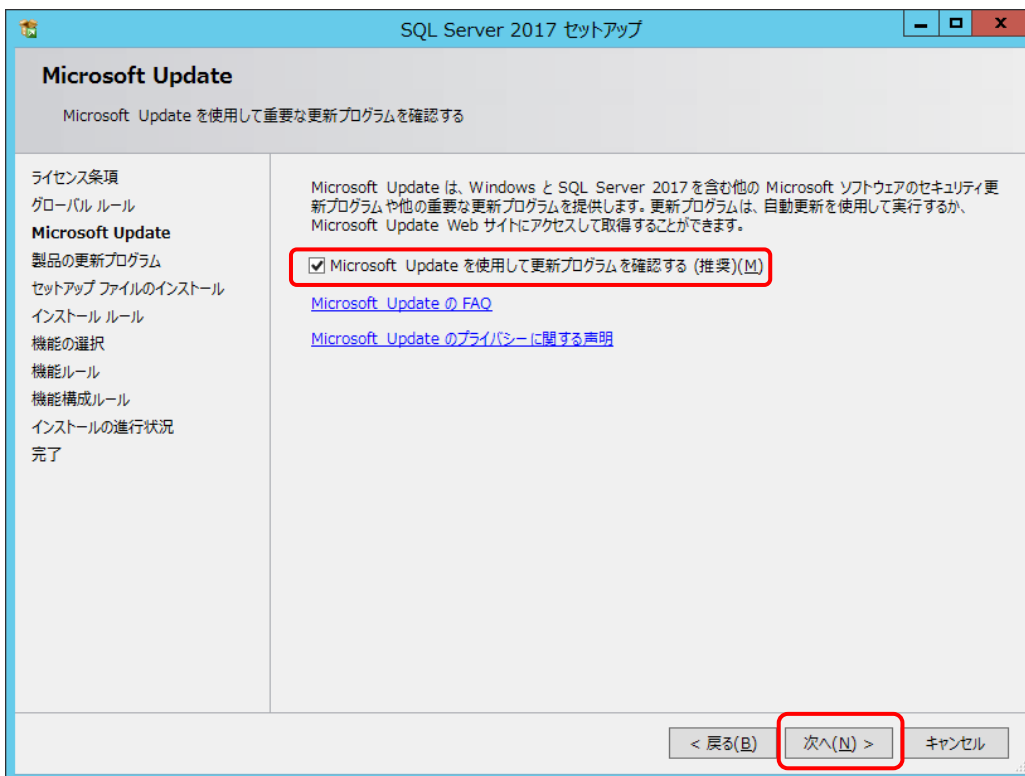 SQL Server 2017 セットアップ
Microsoft Update
Microsoft Update を使用して重要な更新プログラムを確認する
ライセンス条項
グローバル ルール
Microsoft Update
製品の更新プログラム
セットアップ ファイルのインストール
インストール ルール
機能の選択
機能ルール
機能構成ルール
インストールの進行状況
完了
Microsoft Update は、Windows と SQL Server 2017 を含む他の Microsoft ソフトウェアのセキュリティ更
新プログラムや他の重要な更新プログラムを提供します。更新プログラムは、自動更新を使用して実行するか、
Microsoft Update Web サイトにアクセスして取得することができます。
Microsoft Update を使用して更新プログラムを確認する (推奨)(M)
Microsoft Update の FAQ
Microsoft Update のプライバシーに関する声明
< 戻る(B)
次へ(N) >
キャンセル